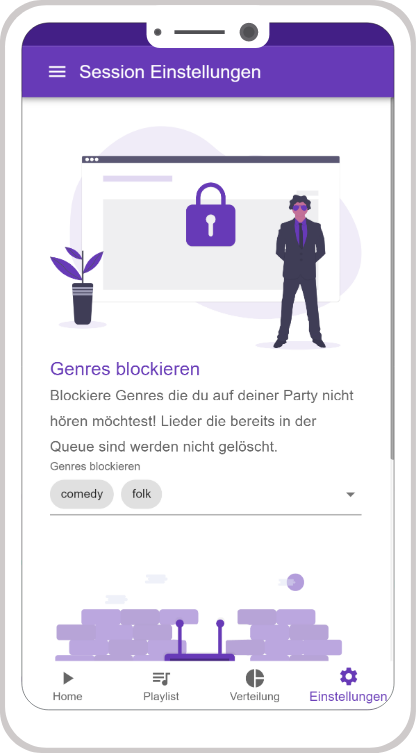 Session Einstellungen
Genres blockieren
Blockiere Genres die du auf deiner Party nicht
hören möchtest! Lieder die bereits in der
Queue sind werden nicht gelöscht.
Genres blockieren
comedy folk
Home Playlist Verteilung Einstellungen